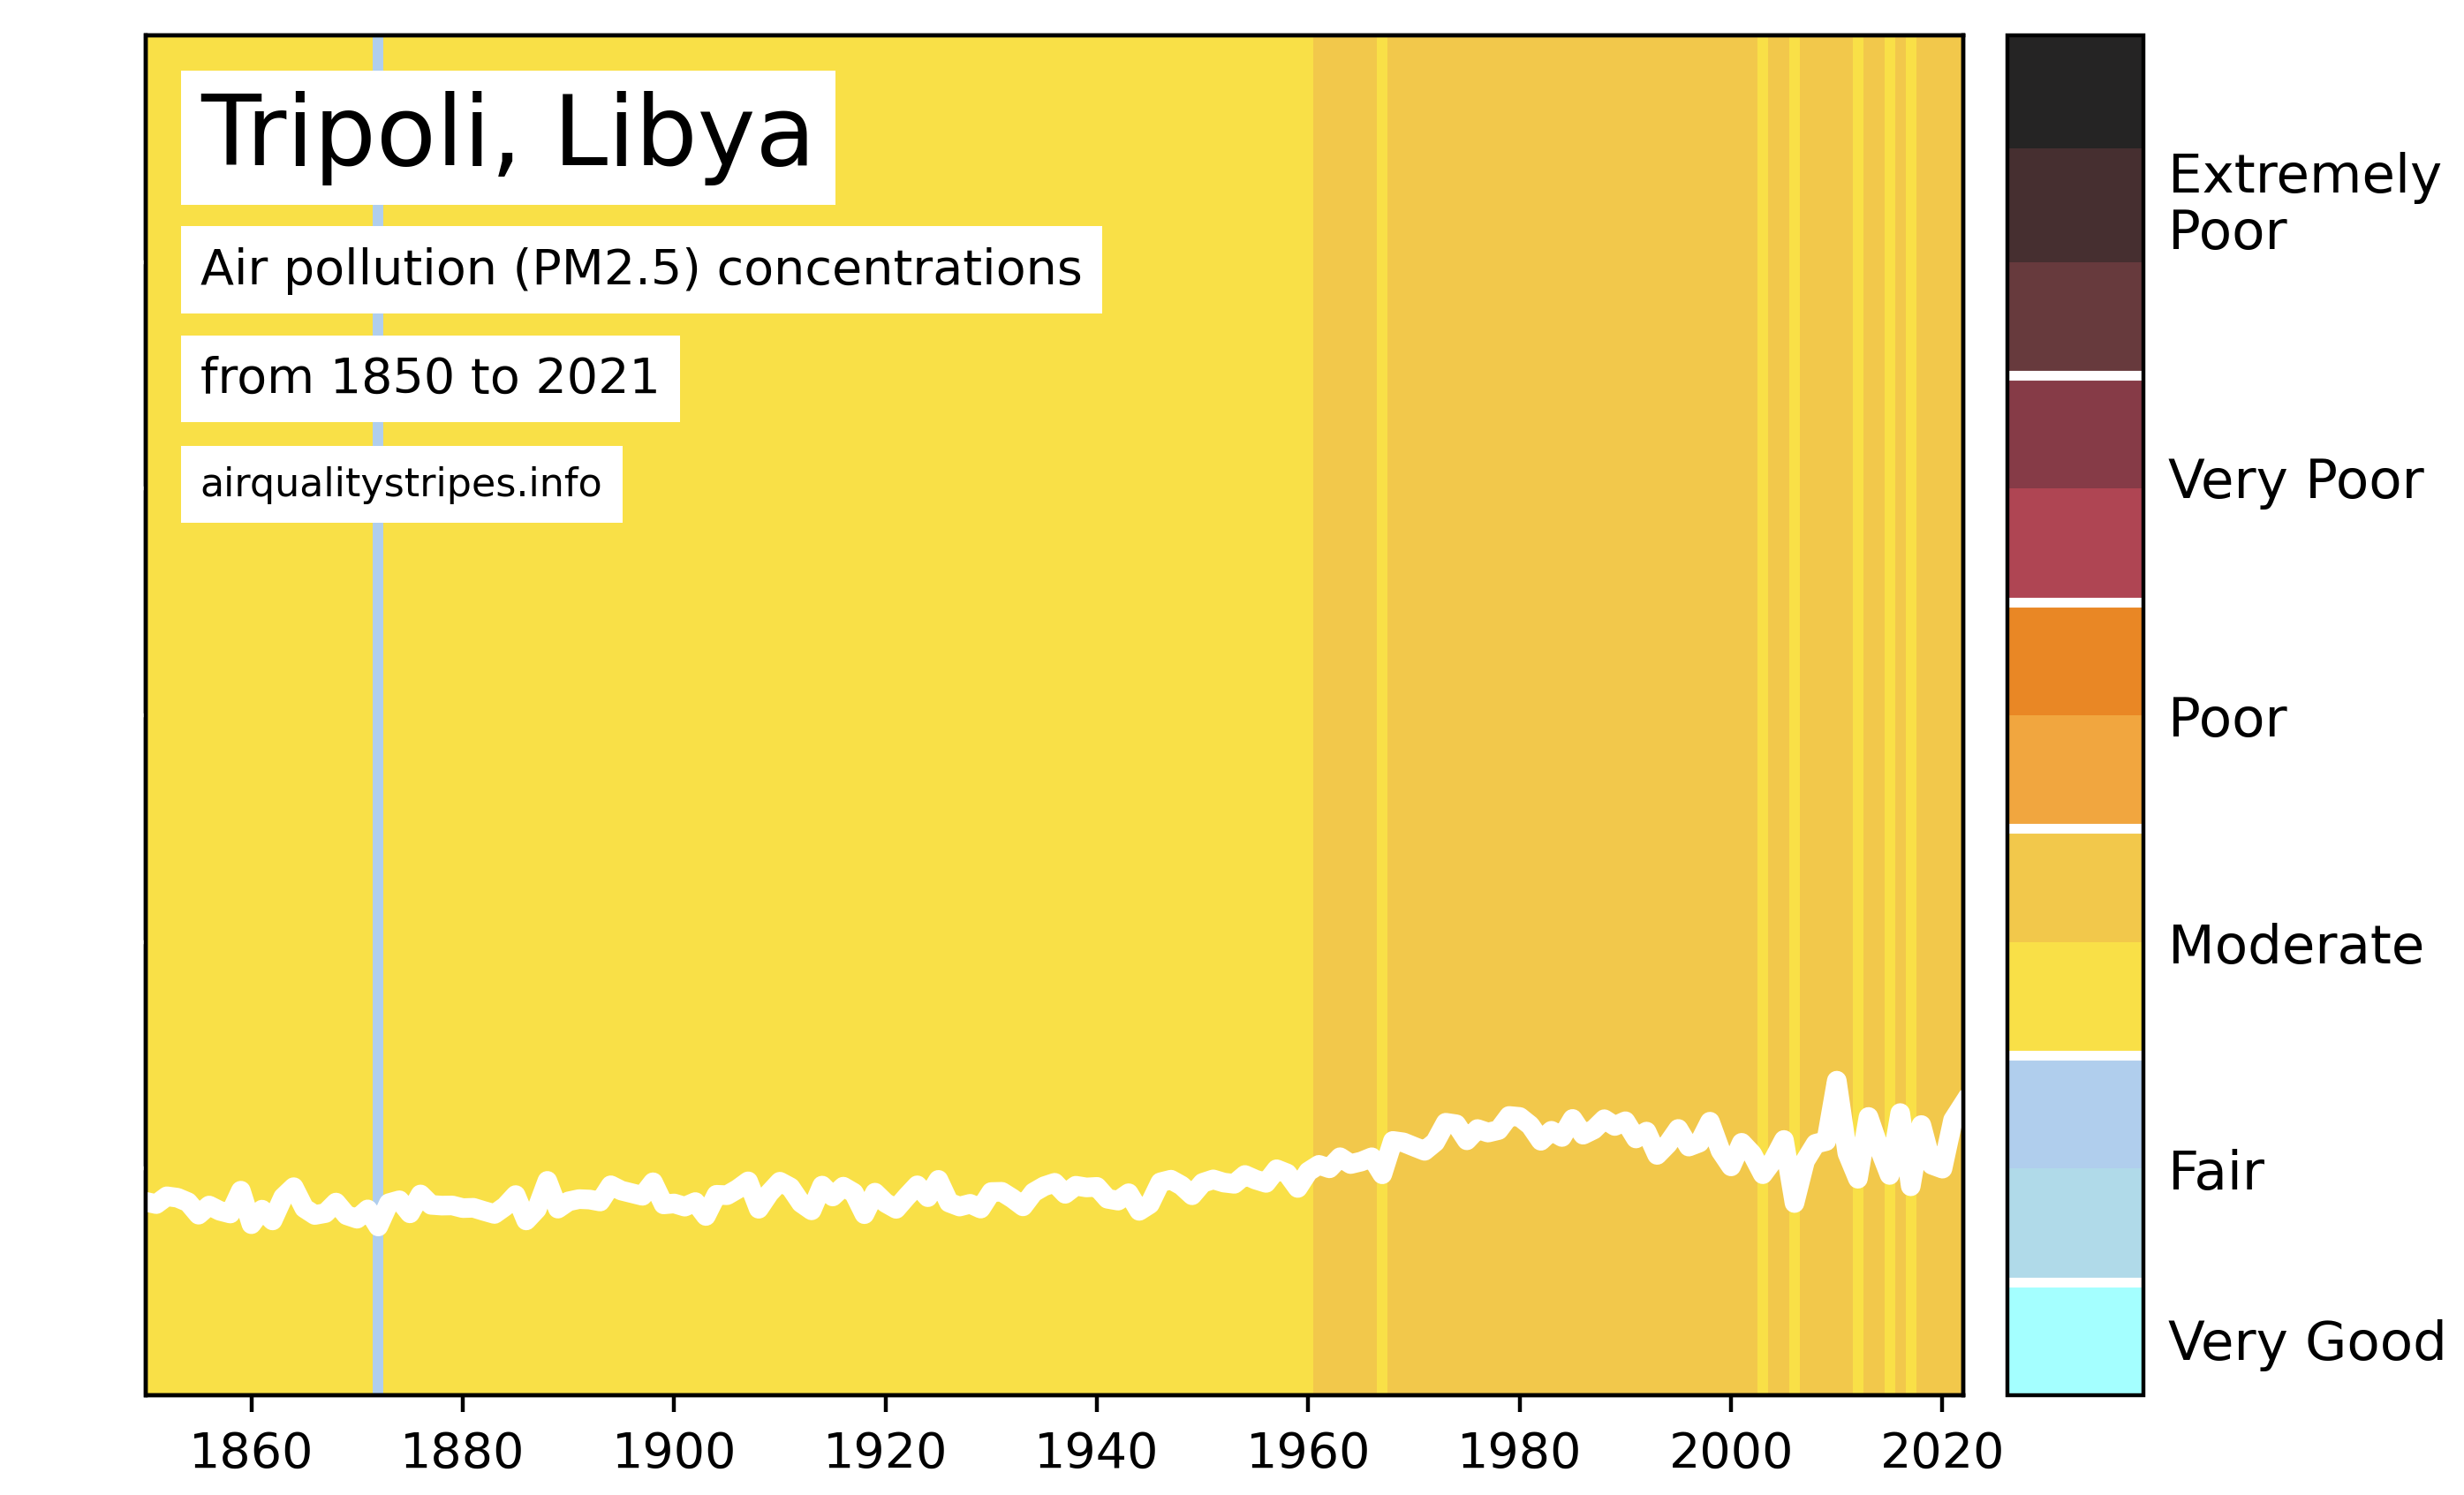 Tripoli, Libya
Air pollution (PM2.5) concentrations
from 1850 to 2021
airqualitystripes.info
Extremely
Poor
Very Poor
Poor
Moderate
Fair
Very Good
1860 1880 1900 1920 1940 1960 1980 2000 2020